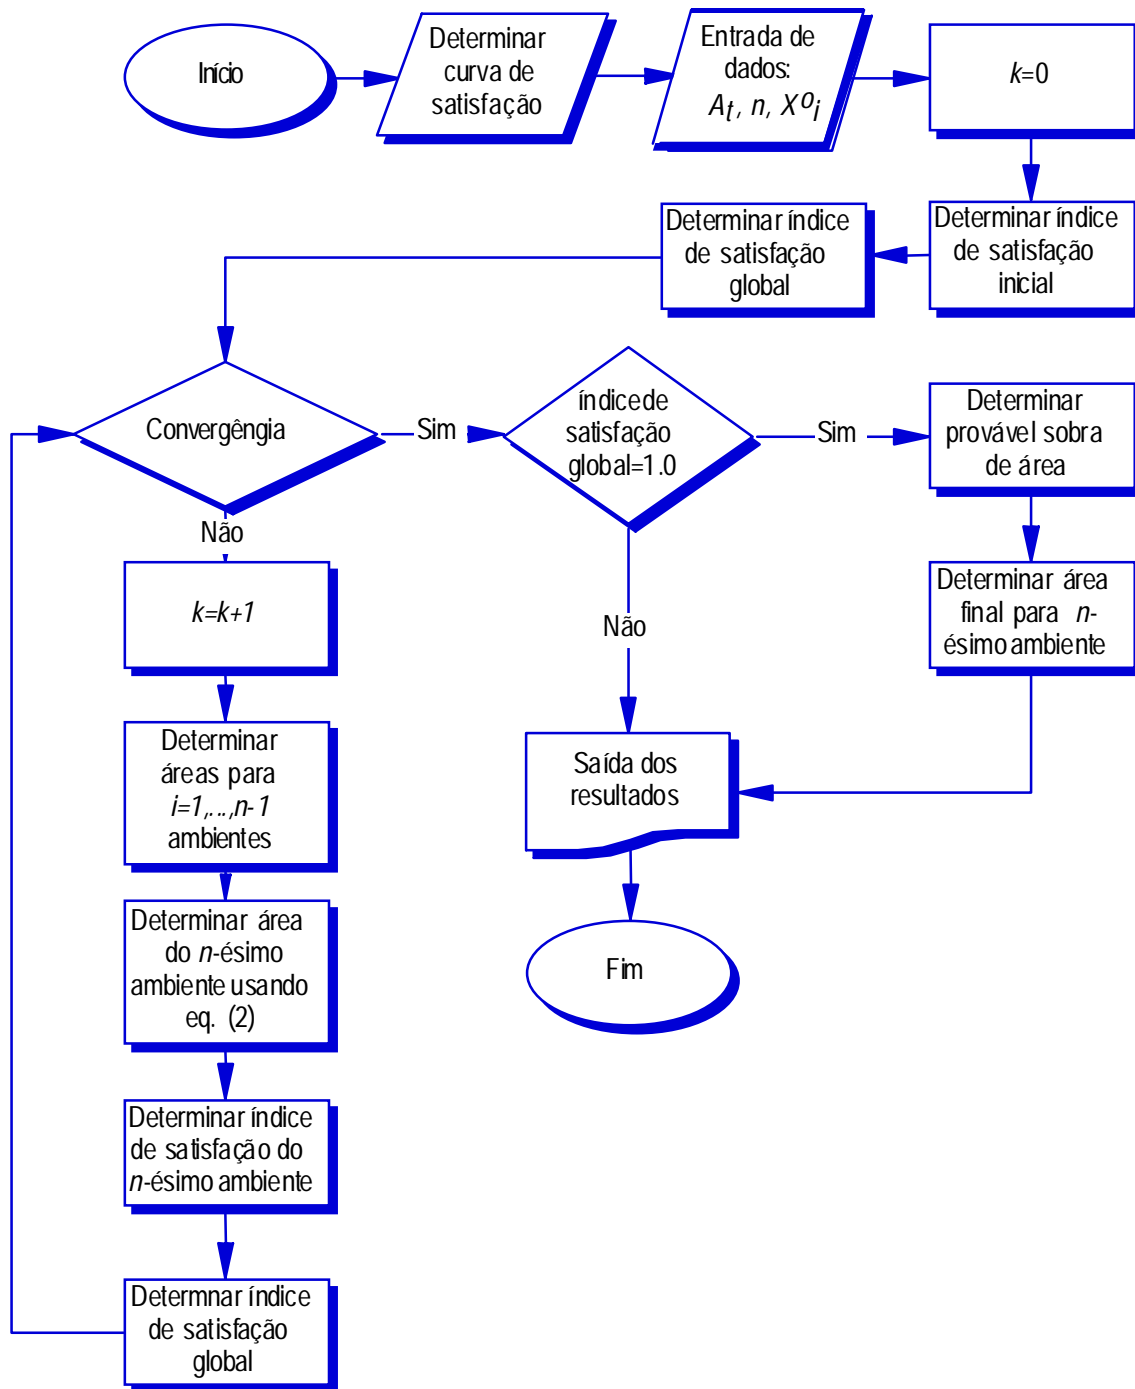 Início
Determinar
curva de
satisfação
Entrada de
dados:
At, n, X⁰i
k=0
Determinar índice
de satisfação
inicial
Determinar índice
de satisfação
global
Convergêngia
Sim
índice de
satisfação
global=1.0
Sim
Determinar
provável sobra
de área
Determinar área
final para n-
ésimo ambiente
Não
Não
k=k+1
Determinar
áreas para
i=1,...,n-1
ambientes
Determinar área
do n-ésimo
ambiente usando
eq. (2)
Determinar índice
de satisfação do
n-ésimo ambiente
Determnar índice
de satisfação
global
Saída dos
resultados
Fim